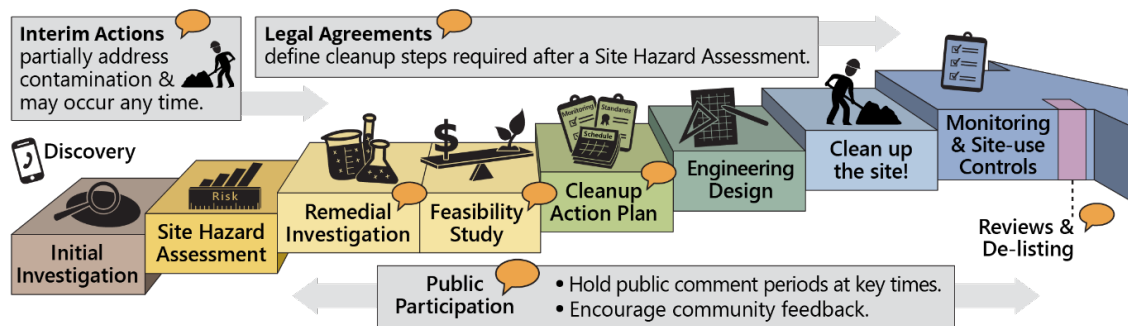 Interim Actions
partially address
contamination &
may occur any time.
Legal Agreements
define cleanup steps required after a Site Hazard Assessment.
Discovery
Initial
Investigation
Risk
Site Hazard
Assessment
Remedial
Investigation
$
Feasibility
Study
Monitoring
Standards
Schedule
Cleanup
Action Plan
Engineering
Design
Clean up
the site!
Monitoring
& Site-use
Controls
Reviews &
De-listing
Public
Participation
• Hold public comment periods at key times.
• Encourage community feedback.